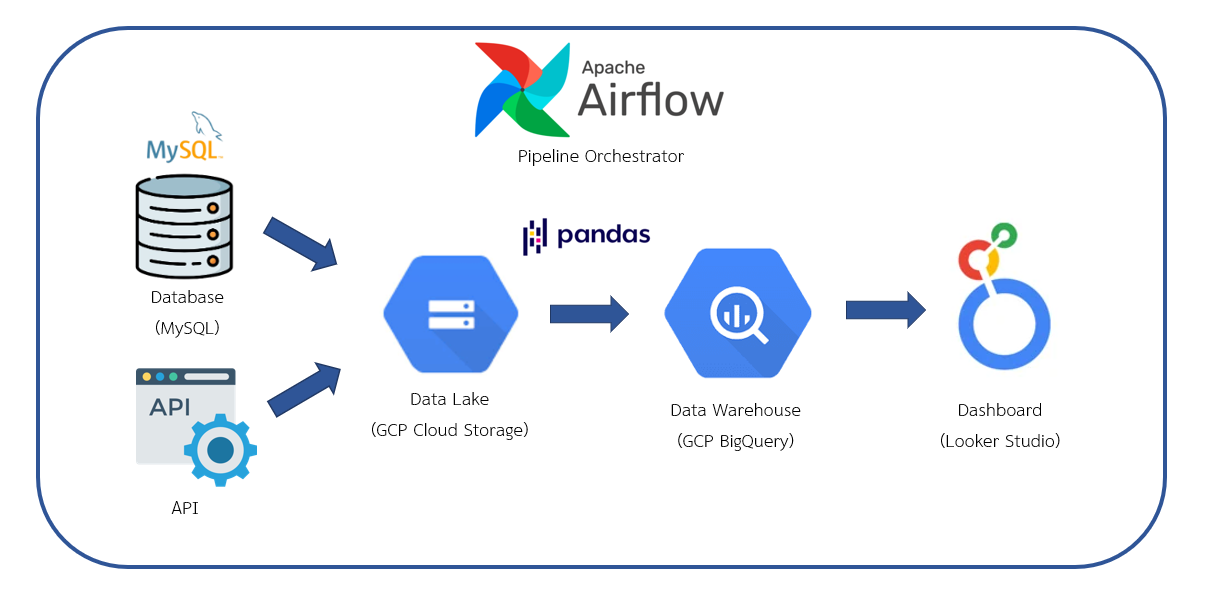 Apache
Airflow
Pipeline Orchestrator
MySQL
Database
(MySQL)
API
API
pandas
Data Lake
(GCP Cloud Storage)
Data Warehouse
(GCP BigQuery)
Dashboard
(Looker Studio)